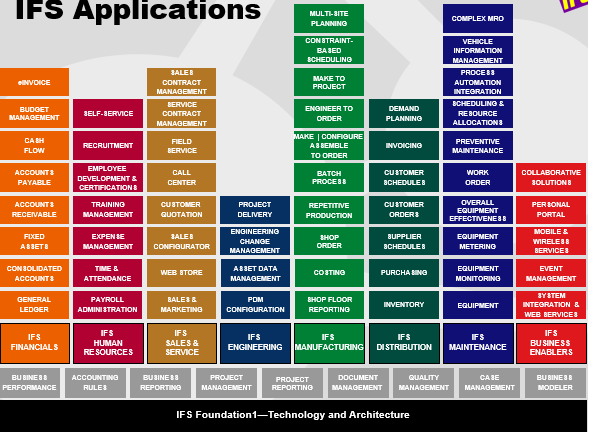 IFS Applications
MULTI-SITE
PLANNING
COMPLEX MRO
CONSTRAINT-
BASED
SCHEDULING
VEHICLE
INFORMATION
MANAGEMENT
eINVOICE
SALES
CONTRACT
MANAGEMENT
MAKE TO
PROJECT
PROCESS
AUTOMATION
INTEGRATION
BUDGET
MANAGEMENT
SELF-SERVICE
SERVICE
CONTRACT
MANAGEMENT
ENGINEER TO
ORDER
DEMAND
PLANNING
SCHEDULING &
RESOURCE
ALLOCATIONS
CASH
FLOW
RECRUITMENT
FIELD
SERVICE
MAKE | CONFIGURE
ASSEMBLE
TO ORDER
INVOICING
PREVENTIVE
MAINTENANCE
ACCOUNTS
PAYABLE
EMPLOYEE
DEVELOPMENT &
CERTIFICATIONS
CALL
CENTER
BATCH
PROCESS
CUSTOMER
SCHEDULES
WORK
ORDER
COLLABORATIVE
SOLUTIONS
ACCOUNTS
RECEIVABLE
TRAINING
MANAGEMENT
CUSTOMER
QUOTATION
PROJECT
DELIVERY
REPETITIVE
PRODUCTION
CUSTOMER
ORDERS
OVERALL
EQUIPMENT
EFFECTIVENESS
PERSONAL
PORTAL
FIXED
ASSETS
EXPENSE
MANAGEMENT
SALES
CONFIGURATOR
ENGINEERING
CHANGE
MANAGEMENT
SHOP
ORDER
SUPPLIER
SCHEDULES
EQUIPMENT
METERING
MOBILE &
WIRELESS
SERVICES
CONSOLIDATED
ACCOUNTS
TIME &
ATTENDANCE
WEB STORE
ASSET DATA
MANAGEMENT
COSTING
PURCHASING
EQUIPMENT
MONITORING
EVENT
MANAGEMENT
GENERAL
LEDGER
PAYROLL
ADMINISTRATION
SALES &
MARKETING
PDM
CONFIGURATION
SHOP FLOOR
REPORTING
INVENTORY
EQUIPMENT
SYSTEM
INTEGRATION &
WEB SERVICES
IFS
FINANCIALS
IFS
HUMAN
RESOURCES
IFS
SALES &
SERVICE
IFS
ENGINEERING
IFS
MANUFACTURING
IFS
DISTRIBUTION
IFS
MAINTENANCE
IFS
BUSINESS
ENABLERS
BUSINESS
PERFORMANCE
ACCOUNTING
RULES
BUSINESS
REPORTING
PROJECT
MANAGEMENT
PROJECT
REPORTING
DOCUMENT
MANAGEMENT
QUALITY
MANAGEMENT
CASE
MANAGEMENT
BUSINESS
MODELER
IFS Foundation1—Technology and Architecture